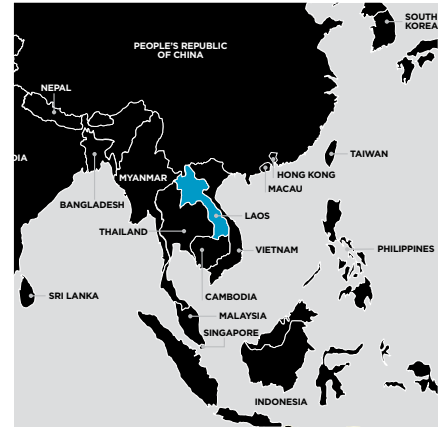 SOUTH
KOREA
PEOPLE'S REPUBLIC
OF CHINA
NEPAL
DIA
TAIWAN
HONG KONG
MACAU
MYANMAR
BANGLADESH
LAOS
THAILAND
VIETNAM
PHILIPPINES
SRI LANKA
CAMBODIA
MALAYSIA
SINGAPORE
INDONESIA